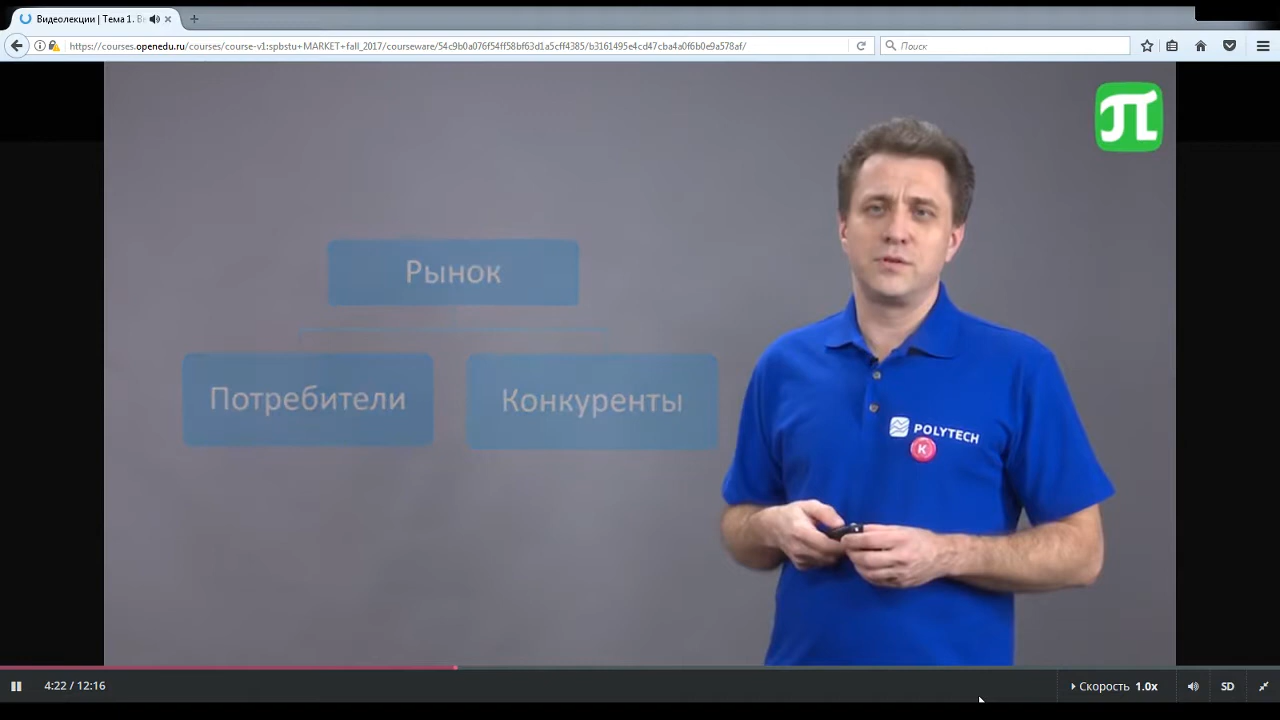 Видеолекции | Тема 1. Ви
https://courses.openedu.ru/courses/course-v1:spbstu+MARKET+fall_2017/courseware/54c9b0a076f54ff58bf63d1a5cff4385/b3161495e4cd47cba4a0f6b0e9a578af/
Поиск
π
Рынок
Потребители
Конкуренты
POLYTECH
K
4:22 / 12:16
Скорость 1.0x
SD